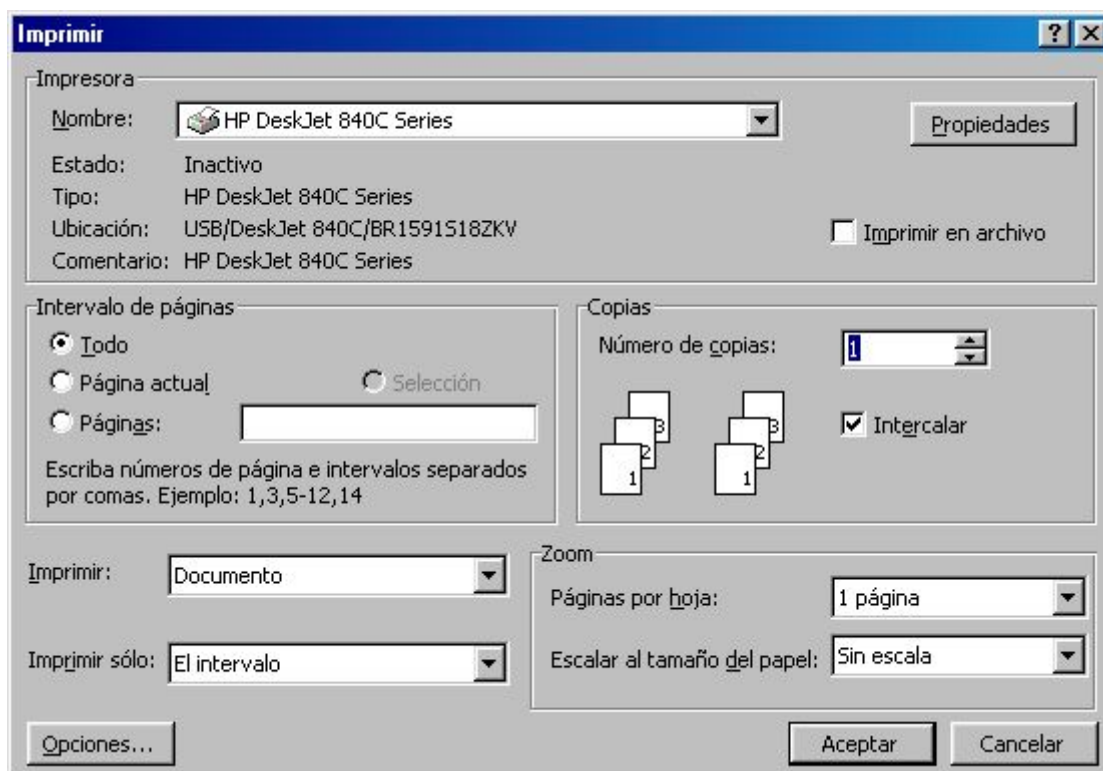 Imprimir
Impresora
Nombre: HP DeskJet 840C Series Propiedades
Estado: Inactivo
Tipo: HP DeskJet 840C Series
Ubicación: USB/DeskJet 840C/BR1591S18ZKV Imprimir en archivo
Comentario: HP DeskJet 840C Series
Intervalo de páginas
Todo
Página actual Selección
Páginas:
Escriba números de página e intervalos separados
por comas. Ejemplo: 1,3,5-12,14
Copias
Número de copias: 1
3 3
2 2
1 1
Intercalar
Imprimir: Documento
Imprimir sólo: El intervalo
Zoom
Páginas por hoja: 1 página
Escalar al tamaño del papel: Sin escala
Opciones... Aceptar Cancelar